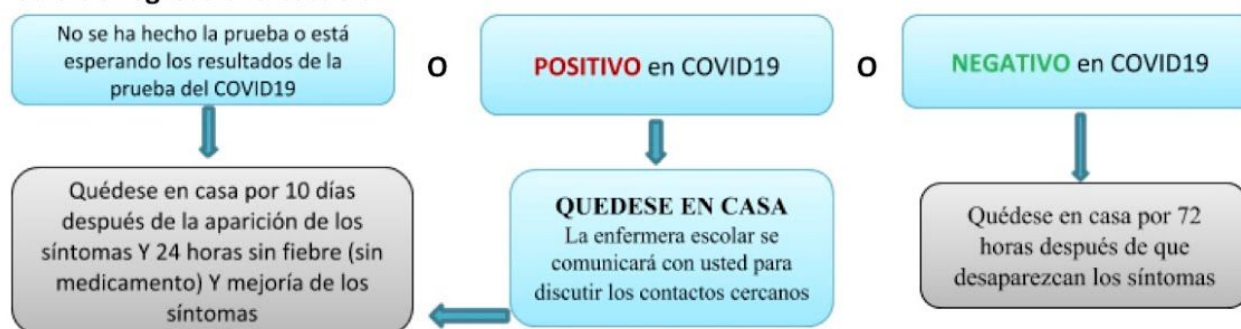 No se ha hecho la prueba o está
esperando los resultados de la
prueba del COVID19
O
POSITIVO en COVID19
O
NEGATIVO en COVID19
Quédese en casa por 10 días
después de la aparición de los
síntomas Y 24 horas sin fiebre (sin
medicamento) Y mejoría de los
síntomas
QUEDESE EN CASA
La enfermera escolar se
comunicará con usted para
discutir los contactos cercanos
Quédese en casa por 72
horas después de que
desaparezcan los síntomas